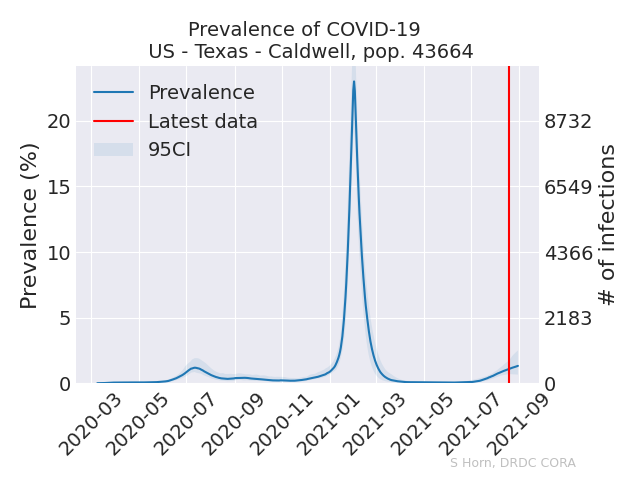 Prevalence of COVID-19
US - Texas - Caldwell, pop. 43664
Prevalence
Latest data
95CI
Prevalence (%)
20
15
10
5
0
8732
6549
4366
2183
0
# of infections
2020-03
2020-05
2020-07
2020-09
2020-11
2021-01
2021-03
2021-05
2021-07
2021-09
S Horn, DRDC CORA